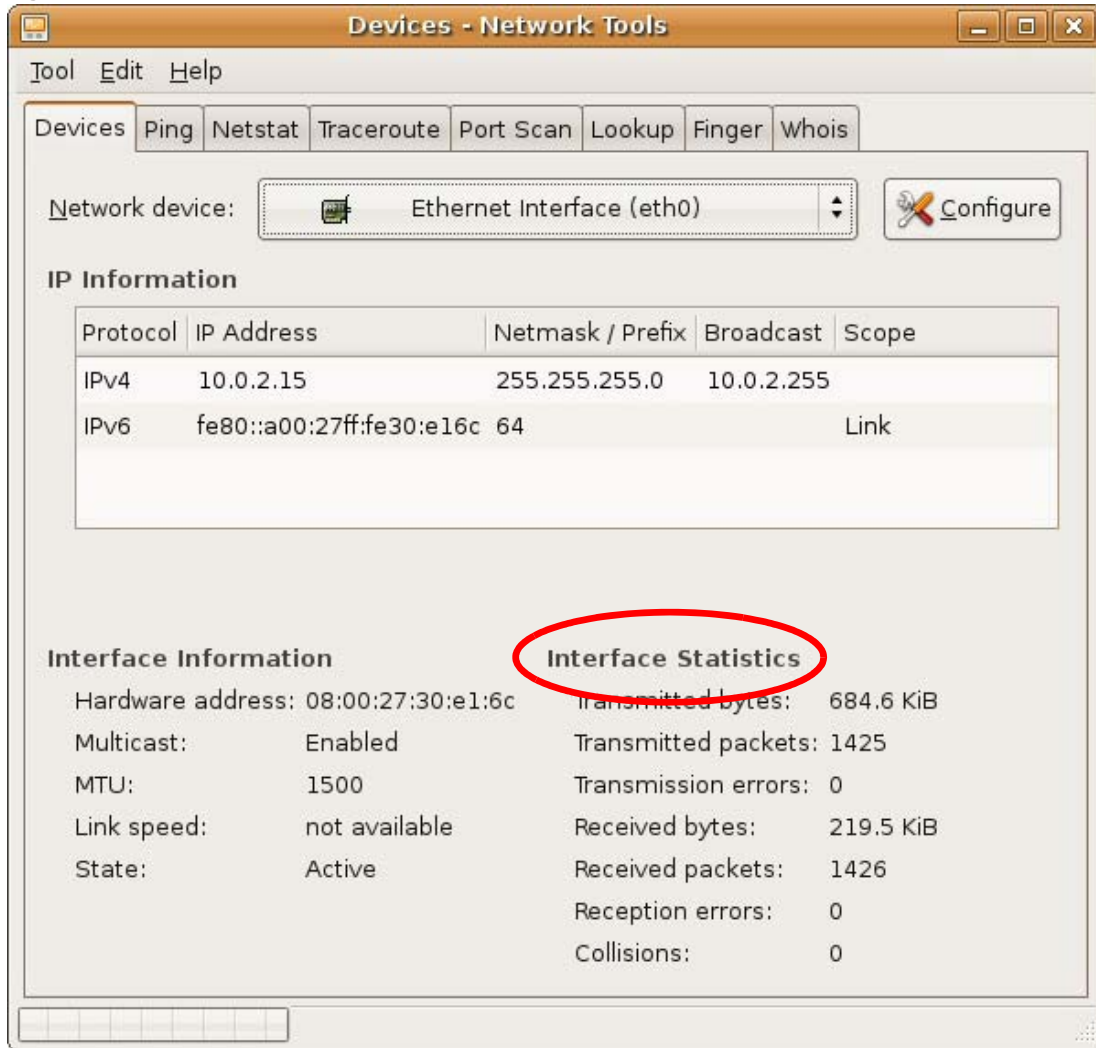 Devices - Network Tools
Tool Edit Help
Devices Ping Netstat Traceroute Port Scan Lookup Finger Whois
Network device: Ethernet Interface (eth0) Configure
IP Information
Protocol IP Address Netmask / Prefix Broadcast Scope
IPv4 10.0.2.15 255.255.255.0 10.0.2.255
IPv6 fe80::a00:27ff:fe30:e16c 64 Link
Interface Information
Hardware address: 08:00:27:30:e1:6c
Multicast: Enabled
MTU: 1500
Link speed: not available
State: Active
Interface Statistics
Transmitted bytes: 684.6 KiB
Transmitted packets: 1425
Transmission errors: 0
Received bytes: 219.5 KiB
Received packets: 1426
Reception errors: 0
Collisions: 0